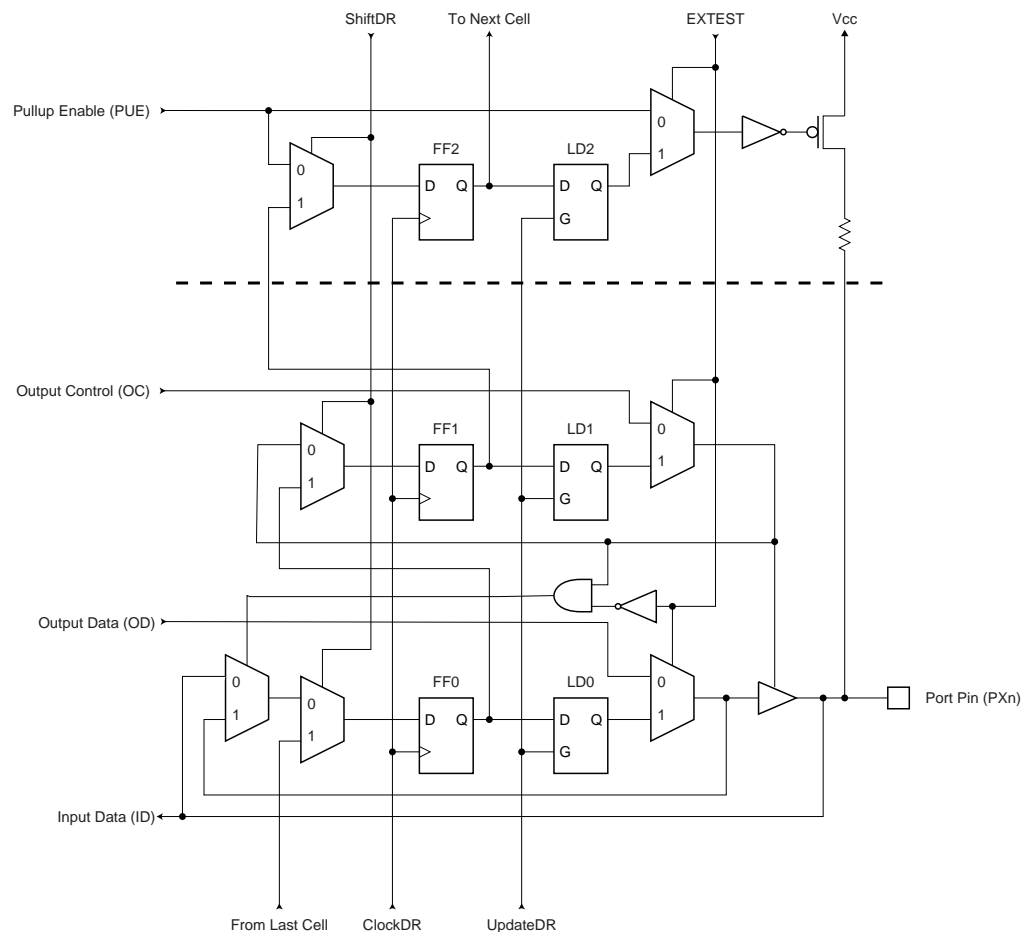 ShiftDR To Next Cell EXTEST Vcc
Pullup Enable (PUE)
0
1
FF2
D Q
LD2
D Q
G
0
1
Output Control (OC)
0
1
FF1
D Q
LD1
D Q
G
0
1
Output Data (OD)
0
1
0
1
FF0
D Q
LD0
D Q
G
0
1
Port Pin (PXn)
Input Data (ID)
From Last Cell ClockDR UpdateDR